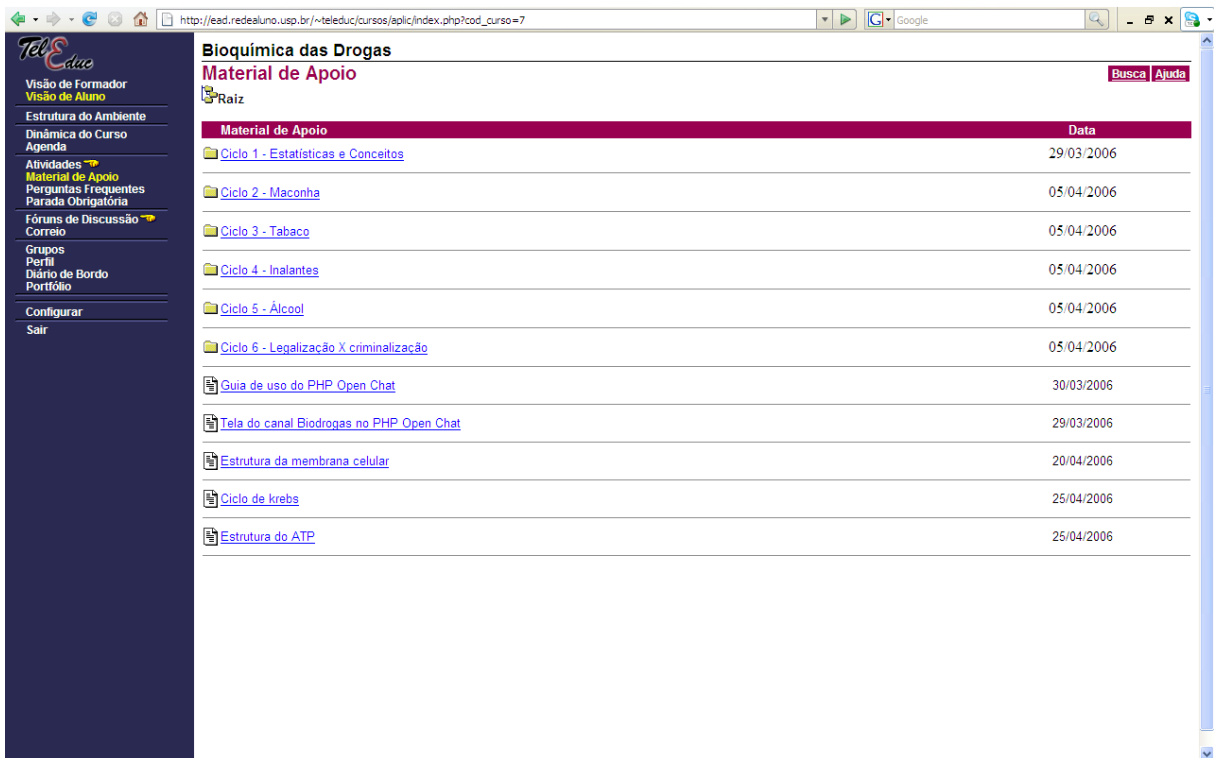 http://ead.redealuno.usp.br/~teleduc/cursos/aplic/index.php?cod_curso=7
G Google
TelEduc
Visão de Formador
Visão de Aluno
Estrutura do Ambiente
Dinâmica do Curso
Agenda
Atividades
Material de Apoio
Perguntas Frequentes
Parada Obrigatória
Fóruns de Discussão
Correio
Grupos
Perfil
Diário de Bordo
Portfólio
Configurar
Sair
Bioquímica das Drogas
Material de Apoio
Busca Ajuda
Raiz
Material de Apoio Data
Ciclo 1 - Estatísticas e Conceitos 29/03/2006
Ciclo 2 - Maconha 05/04/2006
Ciclo 3 - Tabaco 05/04/2006
Ciclo 4 - Inalantes 05/04/2006
Ciclo 5 - Álcool 05/04/2006
Ciclo 6 - Legalização X criminalização 05/04/2006
Guia de uso do PHP Open Chat 30/03/2006
Tela do canal Biodrogas no PHP Open Chat 29/03/2006
Estrutura da membrana celular 20/04/2006
Ciclo de krebs 25/04/2006
Estrutura do ATP 25/04/2006